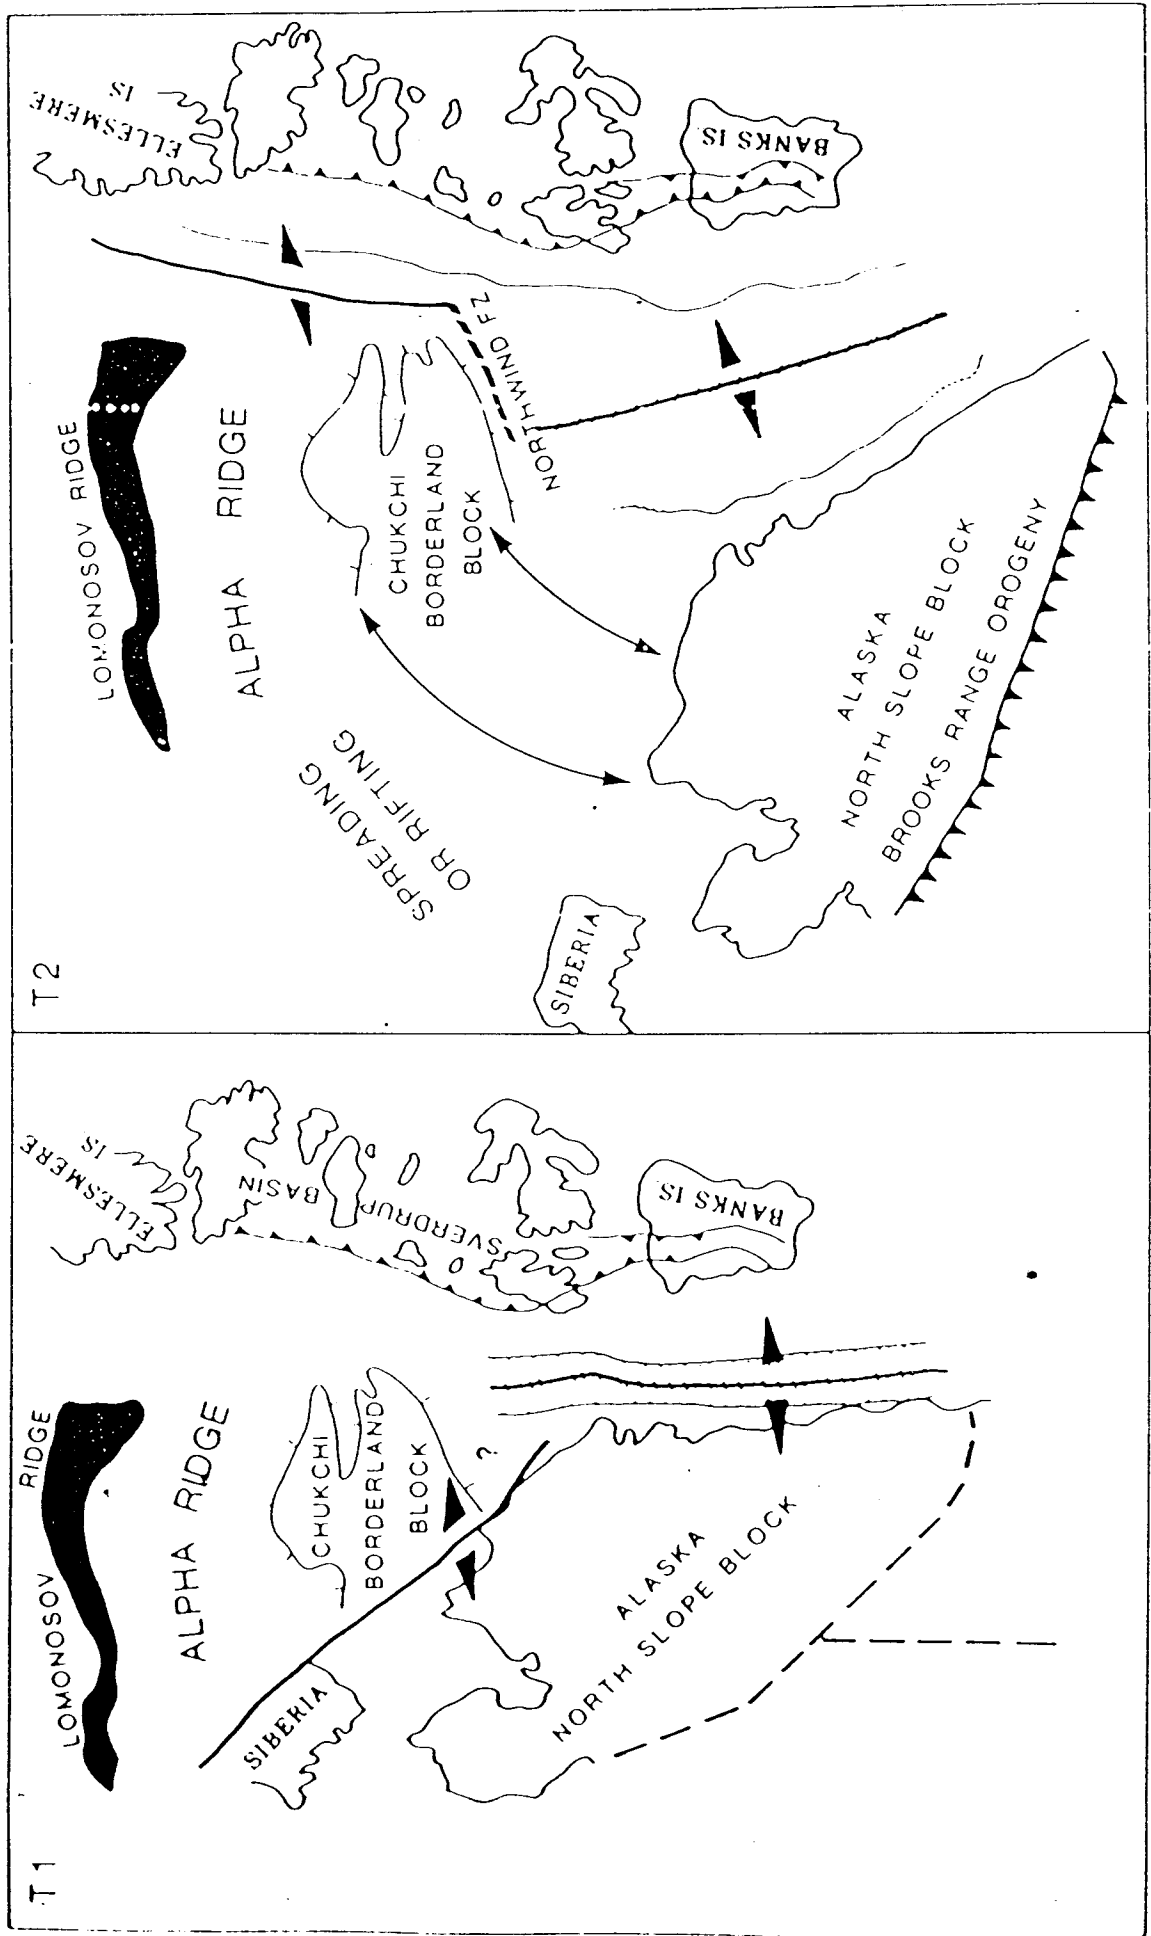 T1
LOMONOSOV RIDGE
ALPHA RIDGE
CHUKCHI
BORDERLAND
BLOCK
?
SIBERIA
ALASKA
NORTH SLOPE BLOCK
ELLESMERE
IS
SVERDRUP BASIN
BANKS IS.
T2
LOMONOSOV RIDGE
ALPHA RIDGE
CHUKCHI
BORDERLAND
BLOCK
NORTHWIND FZ
SPREADING
OR RIFTING
SIBERIA
ALASKA
NORTH SLOPE BLOCK
BROOKS RANGE OROGENY
ELLESMERE
IS
BANKS IS.